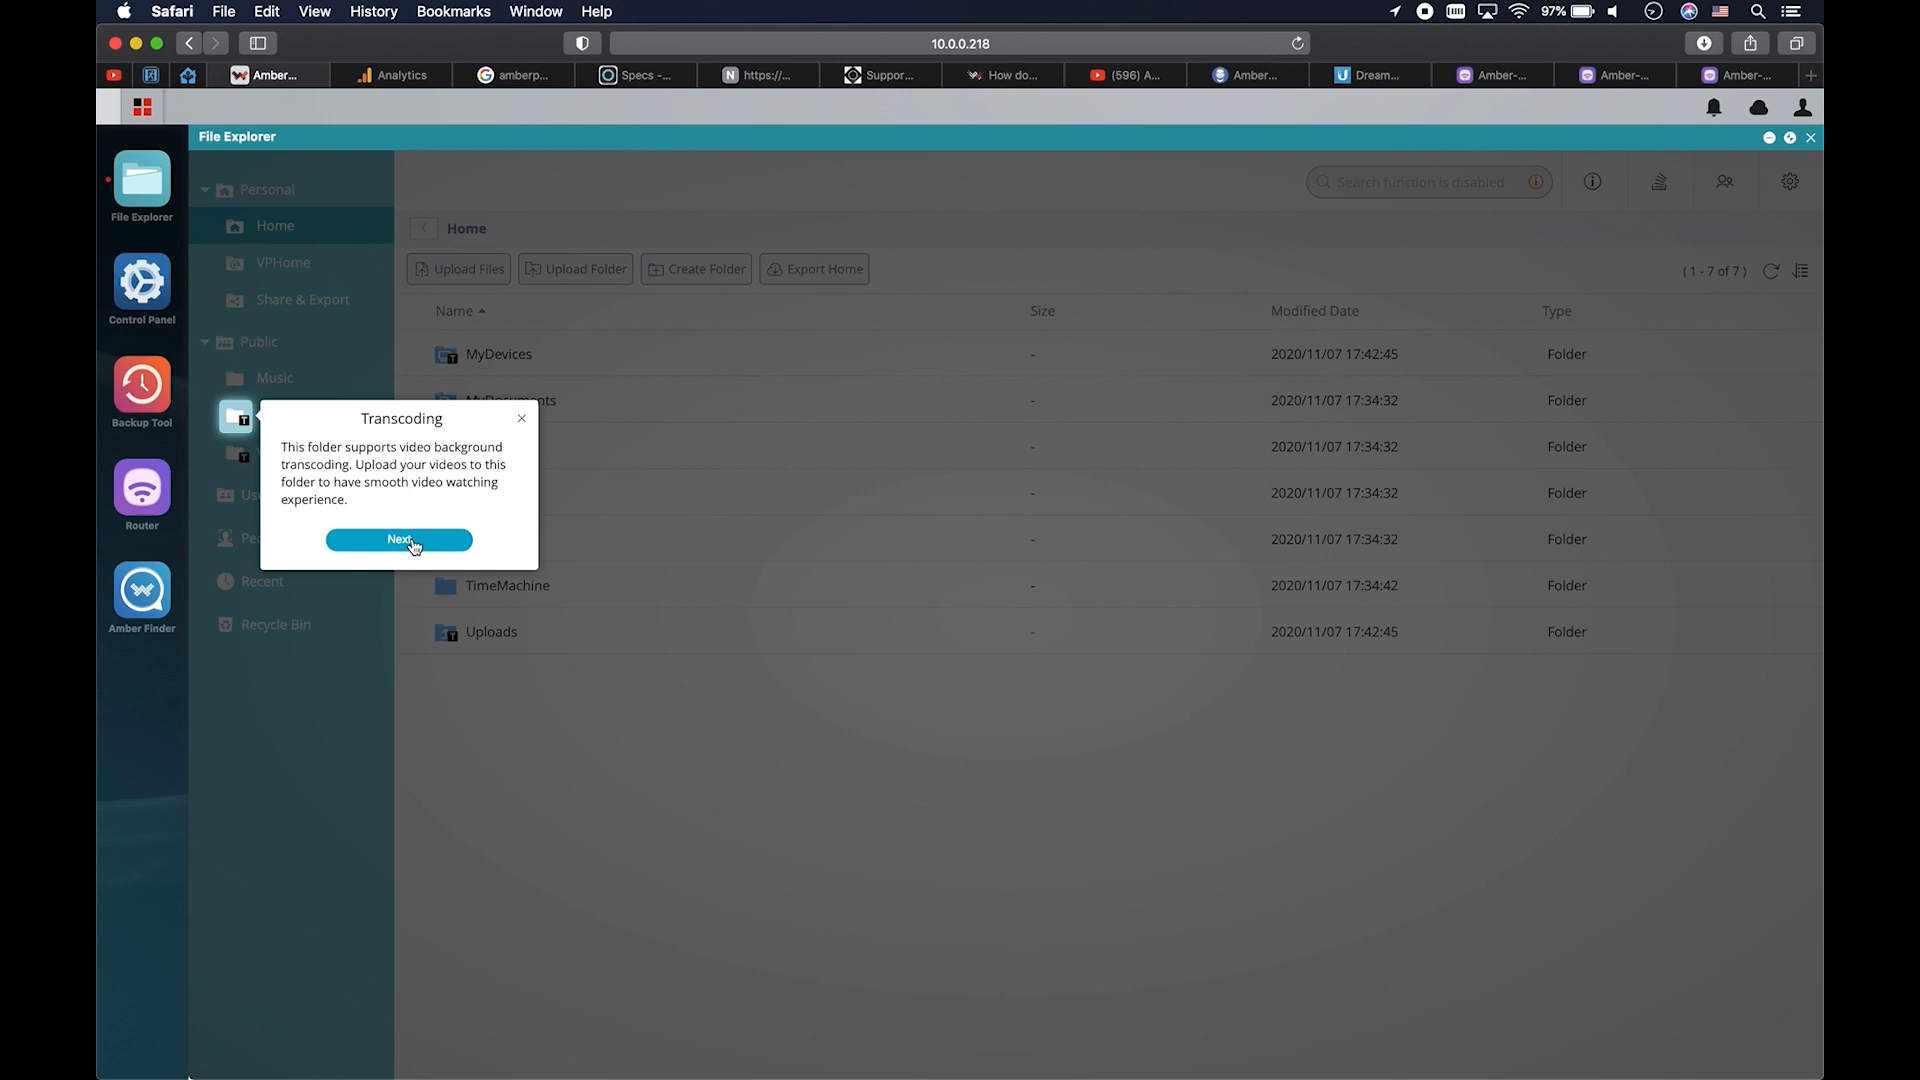 Safari File Edit View History Bookmarks Window Help 97%
10.0.0.218
Amber... Analytics amberp... Specs -... https://... Suppor... How do... (596) A... Amber... Dream... Amber-... Amber-... Amber-...
File Explorer
File Explorer
Control Panel
Backup Tool
Router
Amber Finder
Personal
Home
VPHome
Share & Export
Public
Music
Recent
Recycle Bin
Search function is disabled
Home
Upload Files Upload Folder Create Folder Export Home
( 1 - 7 of 7 )
Name Size Modified Date Type
MyDevices - 2020/11/07 17:42:45 Folder
MyDocuments - 2020/11/07 17:34:32 Folder
- 2020/11/07 17:34:32 Folder
- 2020/11/07 17:34:32 Folder
- 2020/11/07 17:34:32 Folder
TimeMachine - 2020/11/07 17:34:42 Folder
Uploads - 2020/11/07 17:42:45 Folder
Transcoding
This folder supports video background
transcoding. Upload your videos to this
folder to have smooth video watching
experience.
Next